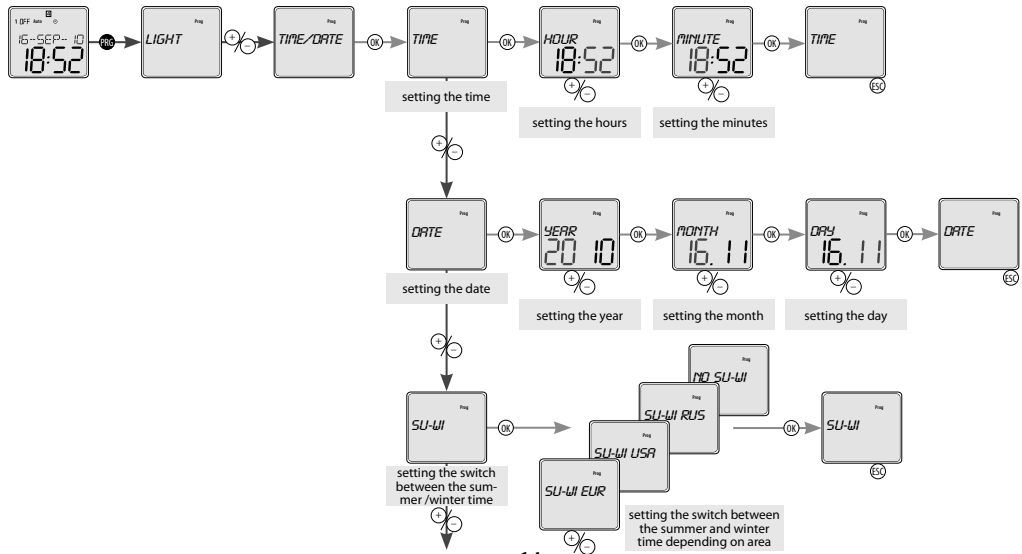 1 OFF Auto
16-SEP-10
18:52
PRG
Prog
LIGHT
+/−
Prog
TIME/DATE
OK
Prog
TIME
OK
Prog
HOUR
18:52
+/−
OK
Prog
MINUTE
18:52
+/−
OK
Prog
TIME
ESC
setting the time
setting the hours
setting the minutes
+/−
Prog
DATE
OK
Prog
YEAR
20 10
+/−
OK
Prog
MONTH
16. 11
+/−
OK
Prog
DAY
16. 11
+/−
OK
Prog
DATE
ESC
setting the date
setting the year
setting the month
setting the day
+/−
Prog
SU-WI
OK
Prog
NO SU-WI
Prog
SU-WI RUS
Prog
SU-WI USA
Prog
SU-WI EUR
+/−
OK
Prog
SU-WI
ESC
setting the switch
between the sum-
mer /winter time
+/−
setting the switch between
the summer and winter
time depending on area